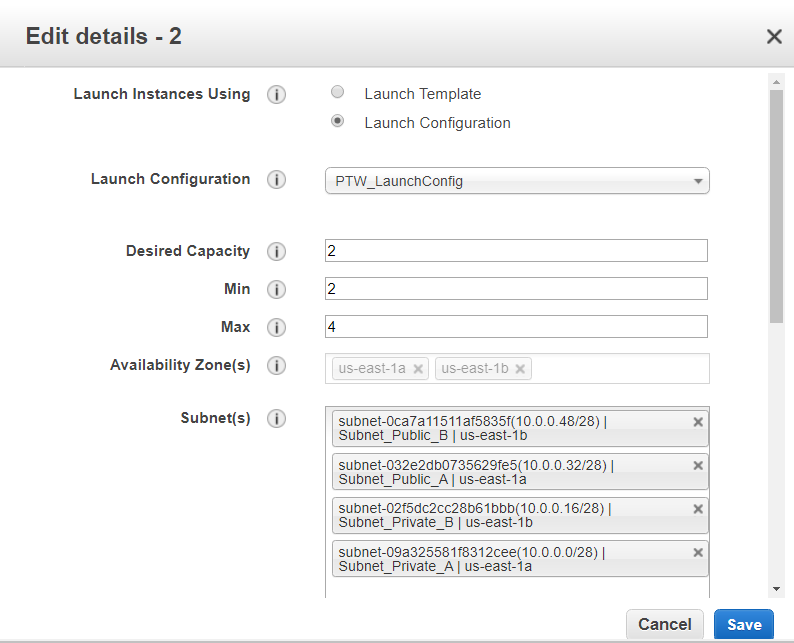 Edit details - 2
Launch Instances Using
Launch Template
Launch Configuration
Launch Configuration
PTW_LaunchConfig
Desired Capacity
2
Min
2
Max
4
Availability Zone(s)
us-east-1a
us-east-1b
Subnet(s)
subnet-0ca7a11511af5835f(10.0.0.48/28) |
Subnet_Public_B | us-east-1b
subnet-032e2db0735629fe5(10.0.0.32/28) |
Subnet_Public_A | us-east-1a
subnet-02f5dc2cc28b61bbb(10.0.0.16/28) |
Subnet_Private_B | us-east-1b
subnet-09a325581f8312cee(10.0.0.0/28) |
Subnet_Private_A | us-east-1a
Cancel
Save